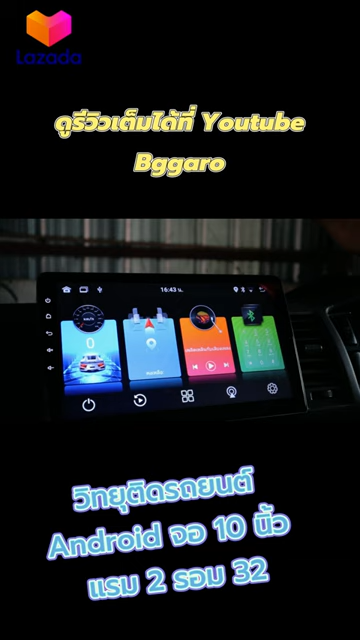 Lazada
ดูรีวิวเต็มได้ที่ Youtube
Bggaro
16:43 น.
0
วิทยุติดรถยนต์
Android จอ 10 นิ้ว
แรม 2 รอม 32